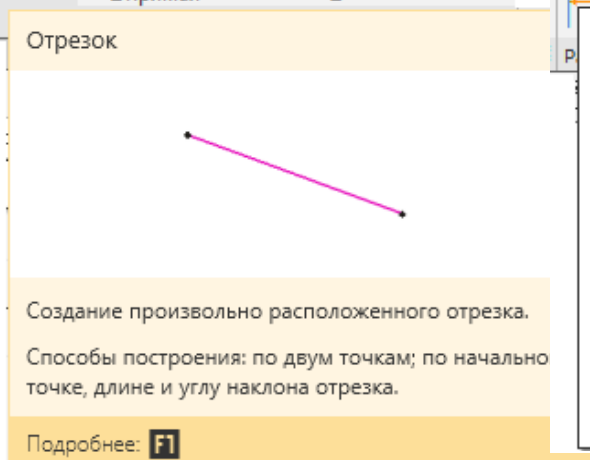 Отрезок
Создание произвольно расположенного отрезка.
Способы построения: по двум точкам; по начально
точке, длине и углу наклона отрезка.
Подробнее: F1